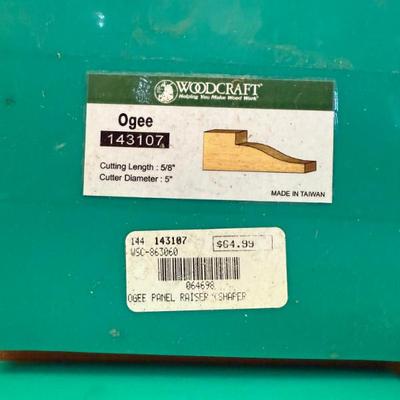 WOODCRAFT®
Helping You Make Wood Work®
Ogee
143107
Cutting Length : 5/8"
Cutter Diameter : 5"
MADE IN TAIWAN
144 143107
$64.99
WSC-863060
064698
OGEE PANEL RAISER SHAPER